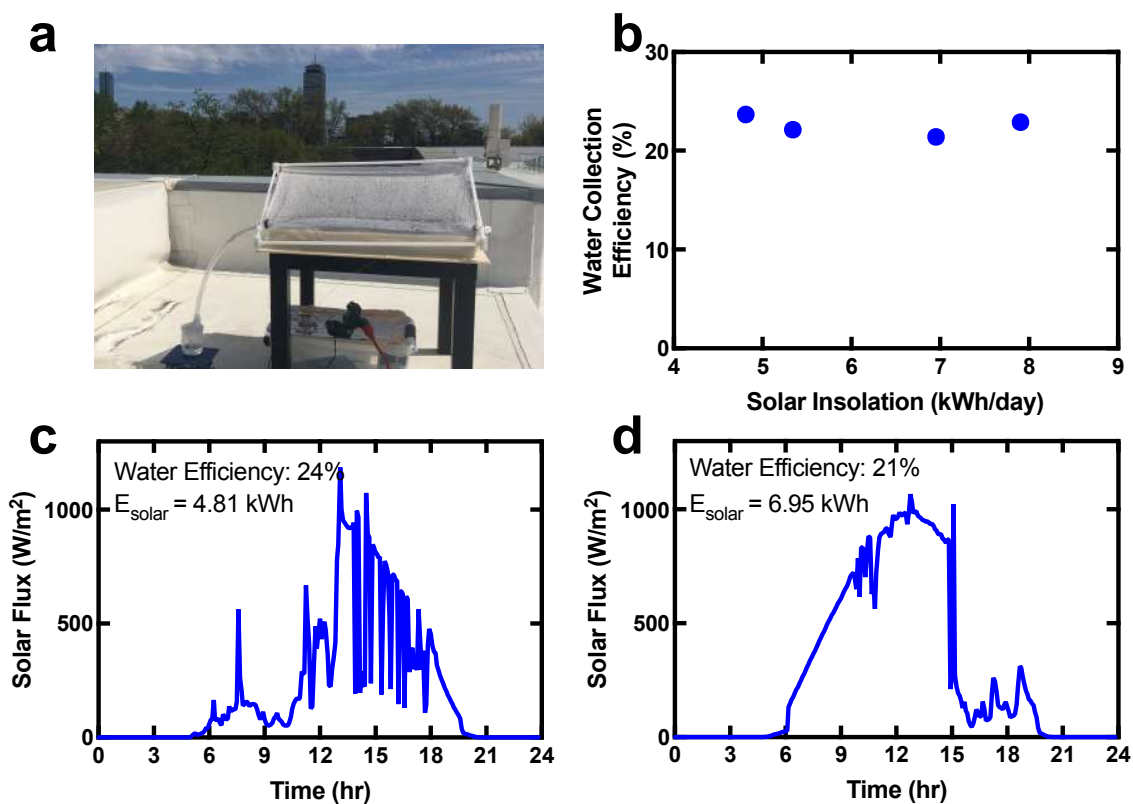 a
b
30
20
10
0
Water Collection
Efficiency (%)
4 5 6 7 8 9
Solar Insolation (kWh/day)
c
Water Efficiency: 24%
E_solar = 4.81 kWh
1000
500
0
Solar Flux (W/m²)
0 3 6 9 12 15 18 21 24
Time (hr)
d
Water Efficiency: 21%
E_solar = 6.95 kWh
1000
500
0
Solar Flux (W/m²)
0 3 6 9 12 15 18 21 24
Time (hr)